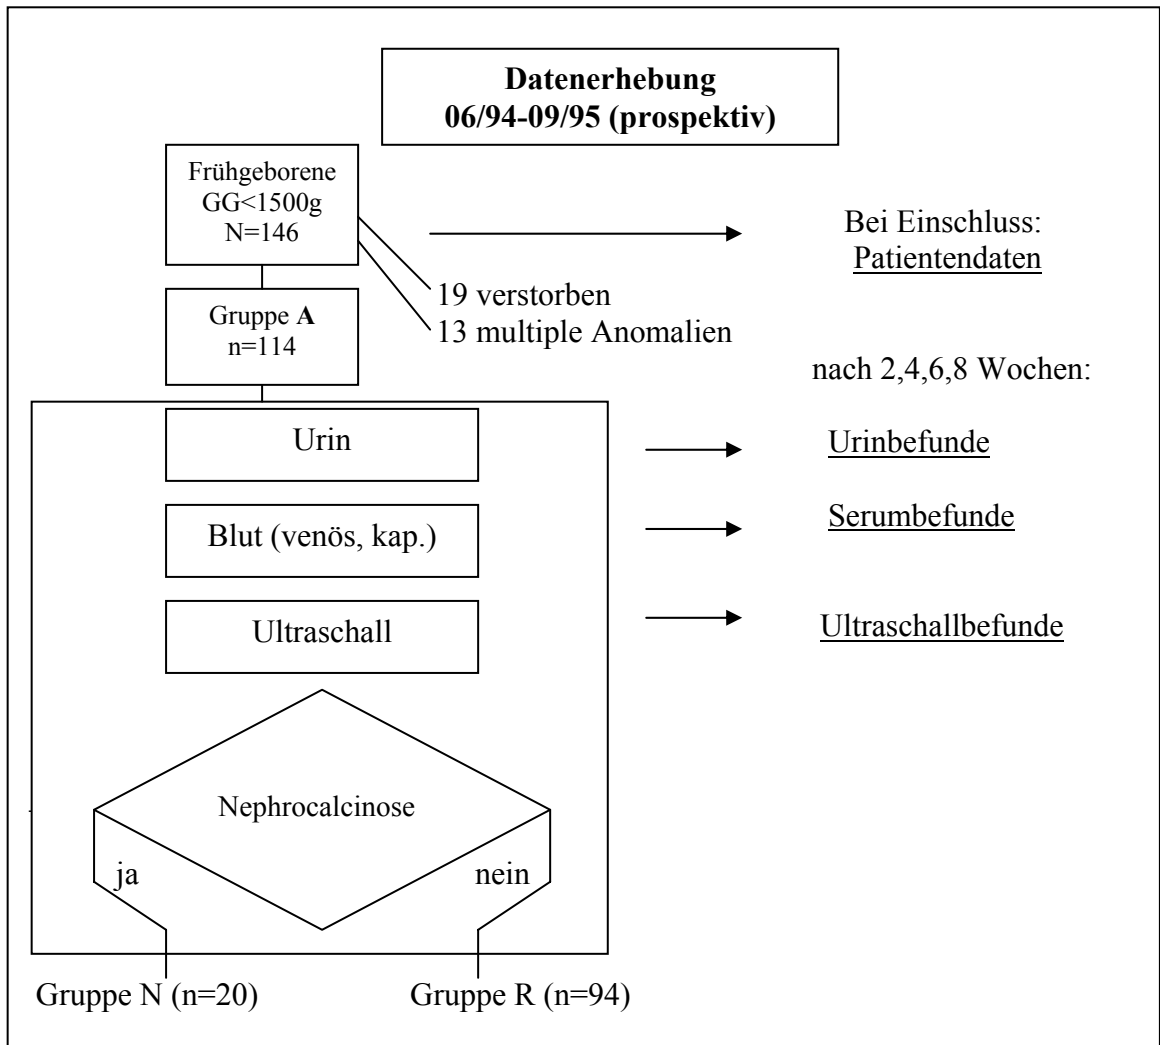 Datenerhebung
06/94-09/95 (prospektiv)
Frühgeborene
GG<1500g
N=146
Bei Einschluss:
Patientendaten
19 verstorben
13 multiple Anomalien
Gruppe A
n=114
nach 2,4,6,8 Wochen:
Urin
Urinbefunde
Blut (venös, kap.)
Serumbefunde
Ultraschall
Ultraschallbefunde
Nephrocalcinose
ja
nein
Gruppe N (n=20)
Gruppe R (n=94)